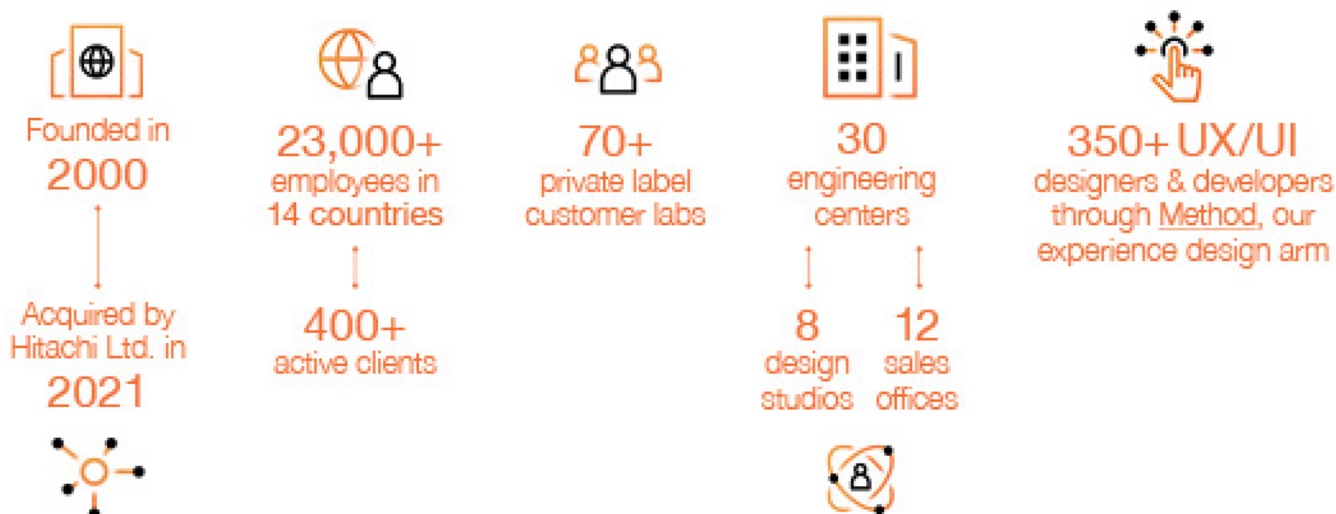 Founded in
2000
Acquired by
Hitachi Ltd. in
2021
23,000+
employees in
14 countries
400+
active clients
70+
private label
customer labs
30
engineering
centers
8
design
studios
12
sales
offices
350+ UX/UI
designers & developers
through Method, our
experience design arm